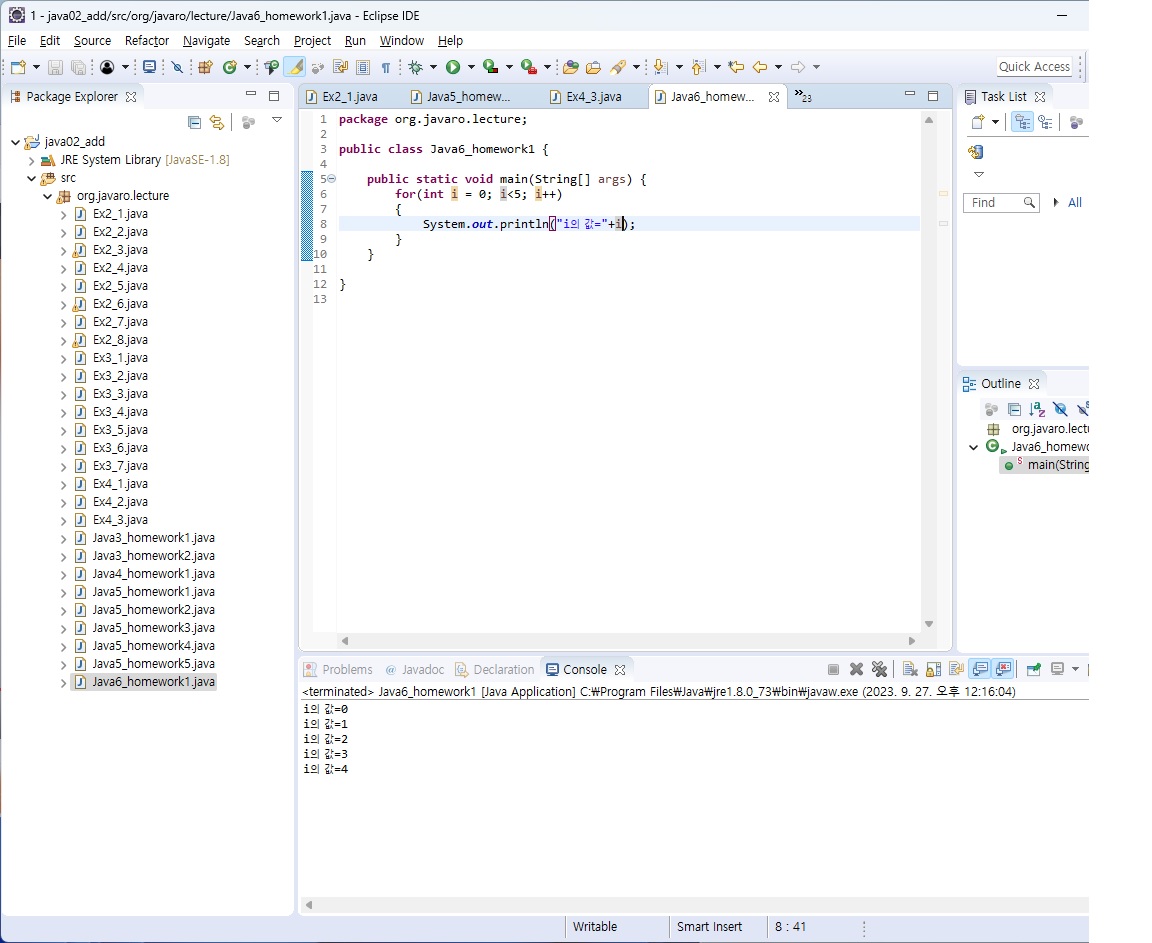 1 - java02_add/src/org/javaro/lecture/Java6_homework1.java - Eclipse IDE
File Edit Source Refactor Navigate Search Project Run Window Help
Quick Access
Package Explorer
java02_add
JRE System Library [JavaSE-1.8]
src
org.javaro.lecture
Ex2_1.java
Ex2_2.java
Ex2_3.java
Ex2_4.java
Ex2_5.java
Ex2_6.java
Ex2_7.java
Ex2_8.java
Ex3_1.java
Ex3_2.java
Ex3_3.java
Ex3_4.java
Ex3_5.java
Ex3_6.java
Ex3_7.java
Ex4_1.java
Ex4_2.java
Ex4_3.java
Java3_homework1.java
Java3_homework2.java
Java4_homework1.java
Java5_homework1.java
Java5_homework2.java
Java5_homework3.java
Java5_homework4.java
Java5_homework5.java
Java6_homework1.java
Ex2_1.java Java5_homew... Ex4_3.java Java6_homew... 23
1 package org.javaro.lecture;
2
3 public class Java6_homework1 {
4
5 public static void main(String[] args) {
6 for(int i = 0; i<5; i++)
7 {
8 System.out.println("i의 값="+i);
9 }
10 }
11
12 }
13
Task List
Find All
Outline
org.javaro.lectu
Java6_homewo
main(String
Problems @ Javadoc Declaration Console
<terminated> Java6_homework1 [Java Application] C:₩Program Files₩Java₩jre1.8.0_73₩bin₩javaw.exe (2023. 9. 27. 오후 12:16:04)
i의 값=0
i의 값=1
i의 값=2
i의 값=3
i의 값=4
Writable Smart Insert 8 : 41